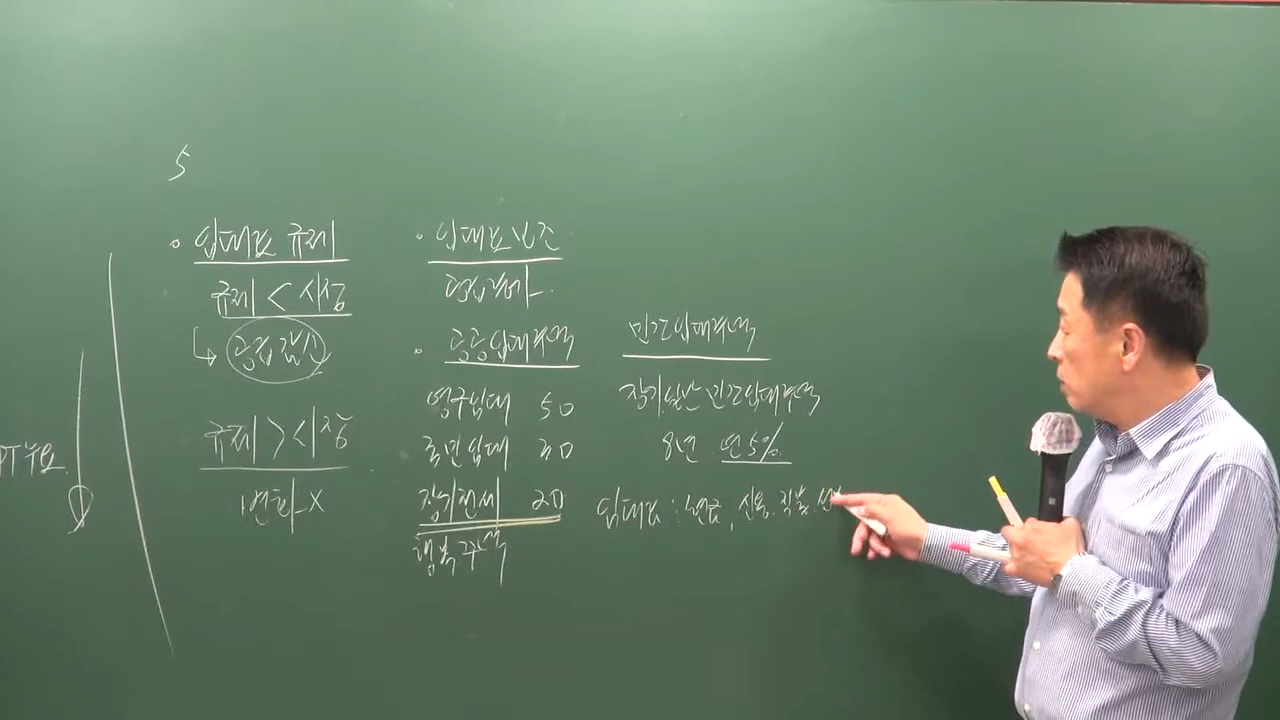 5
• 임대료 규제
규제 < 시장
↳ 공급 감소
규제 > 시장
변화 X
PT 수요
• 임대료 보조
• 공공임대주택
영구임대 50
국민임대 30
장기전세 20
행복주택
민간임대주택
장기일반민간임대주택
8년 연 5%
임대료 : 현금, 신용. 직불.